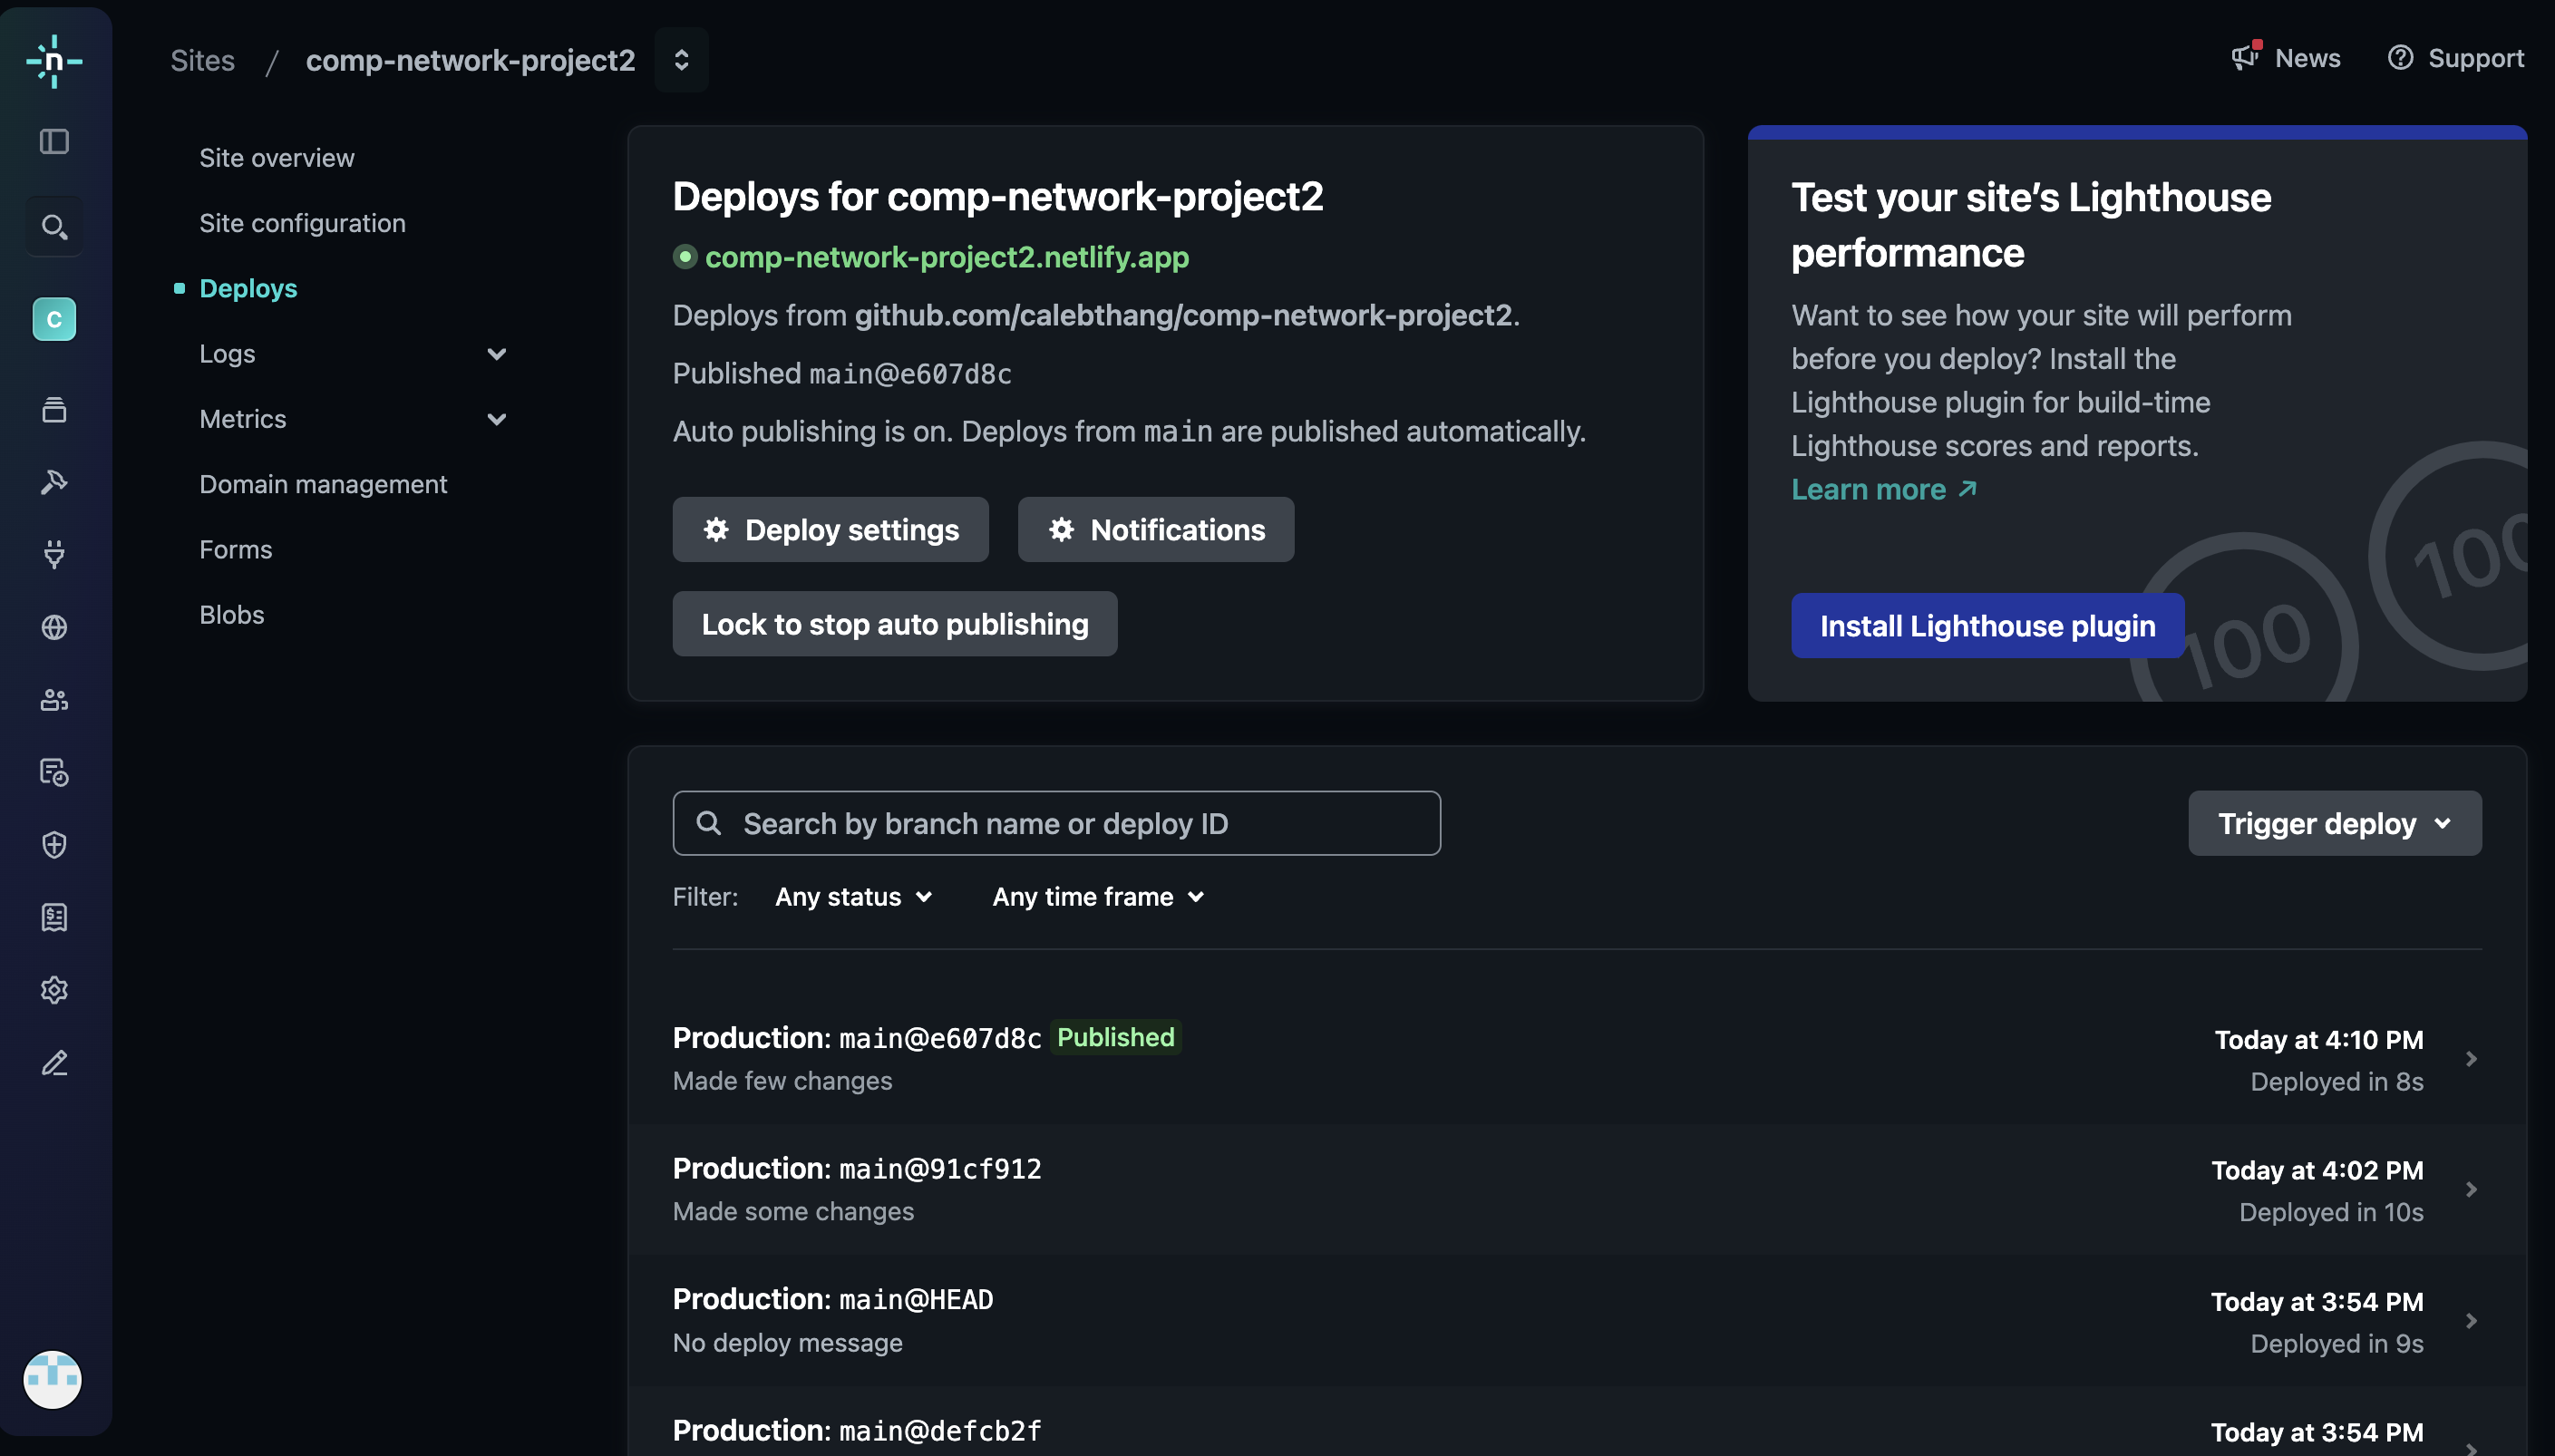 n
Sites / comp-network-project2
News
Support
C
Site overview
Site configuration
Deploys
Logs
Metrics
Domain management
Forms
Blobs
Deploys for comp-network-project2
comp-network-project2.netlify.app
Deploys from github.com/calebthang/comp-network-project2.
Published main@e607d8c
Auto publishing is on. Deploys from main are published automatically.
Deploy settings
Notifications
Lock to stop auto publishing
Test your site’s Lighthouse
performance
Want to see how your site will perform
before you deploy? Install the
Lighthouse plugin for build-time
Lighthouse scores and reports.
Learn more
Install Lighthouse plugin
100
100
Search by branch name or deploy ID
Trigger deploy
Filter: Any status Any time frame
Production: main@e607d8c Published
Made few changes
Today at 4:10 PM
Deployed in 8s
Production: main@91cf912
Made some changes
Today at 4:02 PM
Deployed in 10s
Production: main@HEAD
No deploy message
Today at 3:54 PM
Deployed in 9s
Production: main@defcb2f
Today at 3:54 PM